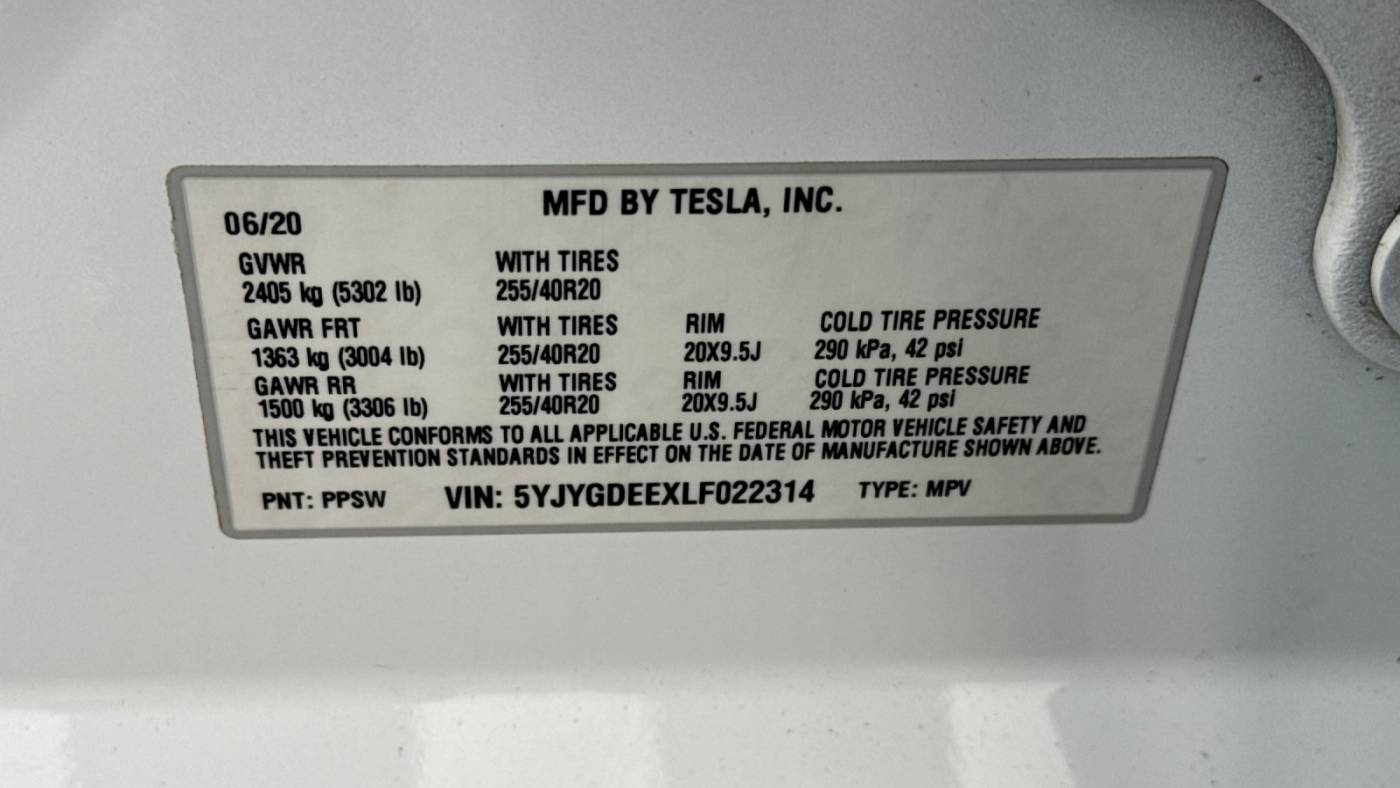 MFD BY TESLA, INC.
06/20
GVWR WITH TIRES
2405 kg (5302 lb) 255/40R20
GAWR FRT WITH TIRES RIM COLD TIRE PRESSURE
1363 kg (3004 lb) 255/40R20 20X9.5J 290 kPa, 42 psi
GAWR RR WITH TIRES RIM COLD TIRE PRESSURE
1500 kg (3306 lb) 255/40R20 20X9.5J 290 kPa, 42 psi
THIS VEHICLE CONFORMS TO ALL APPLICABLE U.S. FEDERAL MOTOR VEHICLE SAFETY AND
THEFT PREVENTION STANDARDS IN EFFECT ON THE DATE OF MANUFACTURE SHOWN ABOVE.
PNT: PPSW VIN: 5YJYGDEEXLF022314 TYPE: MPV